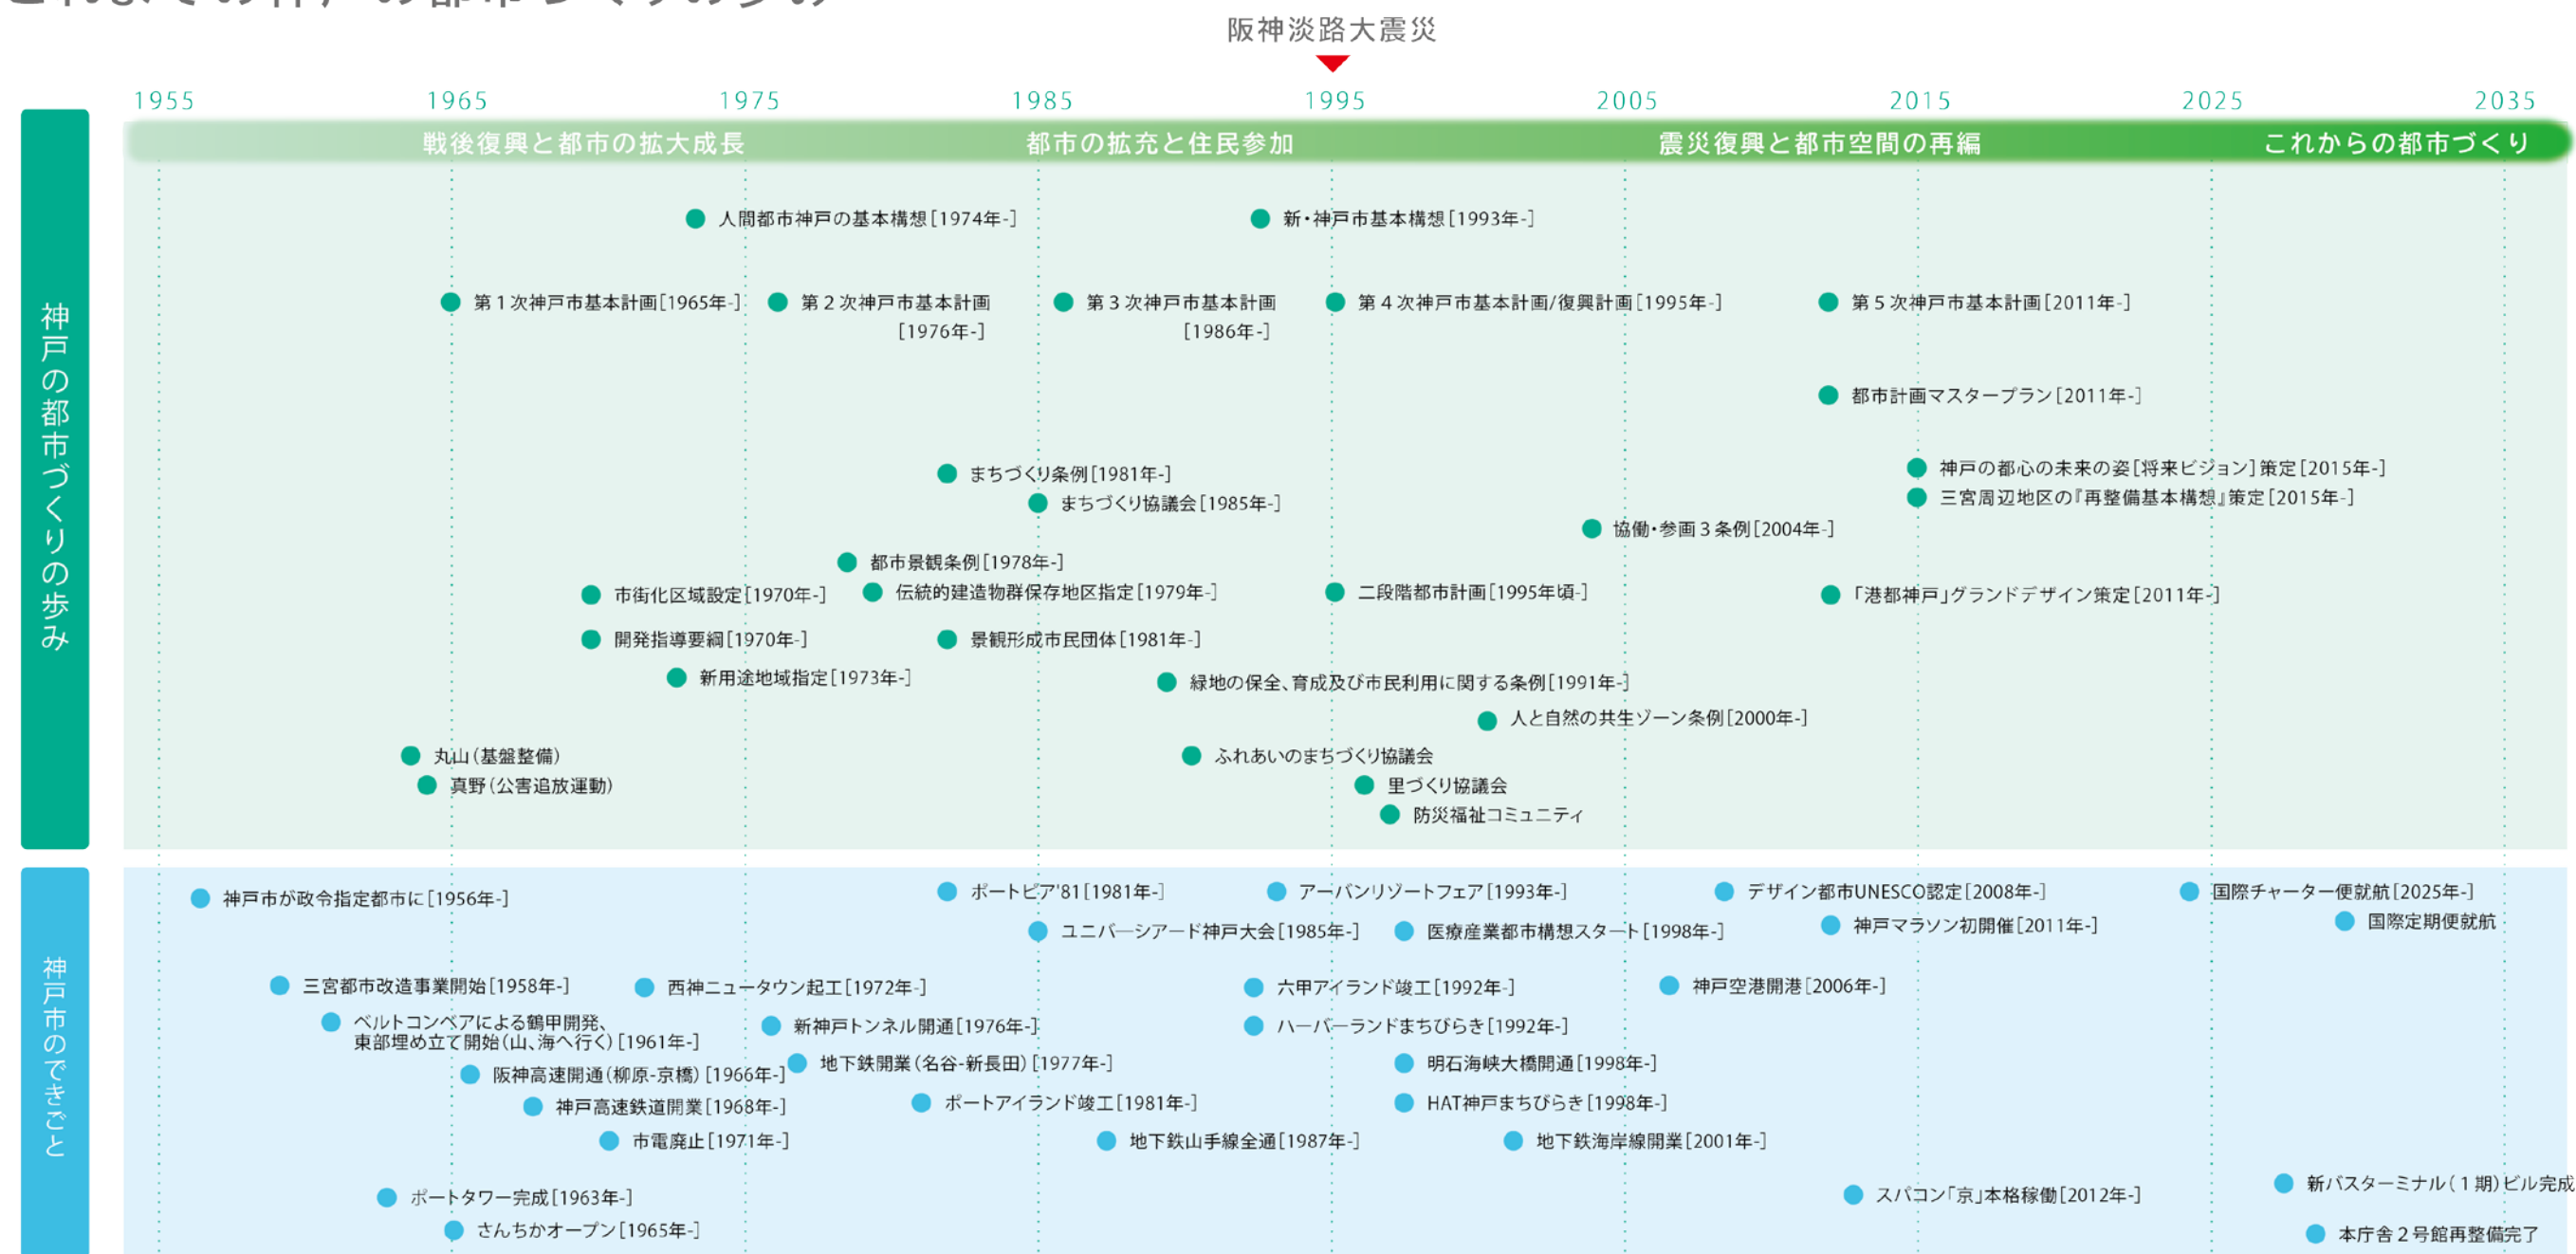 これまでの神戸の都市づくりの歩み
阪神淡路大震災
1955 1965 1975 1985 1995 2005 2015 2025 2035
戦後復興と都市の拡大成長 都市の拡充と住民参加 震災復興と都市空間の再編 これからの都市づくり
神戸の都市づくりの歩み
人間都市神戸の基本構想[1974年-] 新・神戸市基本構想[1993年-]
第1次神戸市基本計画[1965年-] 第2次神戸市基本計画 第3次神戸市基本計画 第4次神戸市基本計画/復興計画[1995年-] 第5次神戸市基本計画[2011年-]
[1976年-] [1986年-]
都市計画マスタープラン[2011年-]
まちづくり条例[1981年-] 神戸の都心の未来の姿[将来ビジョン]策定[2015年-]
まちづくり協議会[1985年-] 三宮周辺地区の『再整備基本構想』策定[2015年-]
協働・参画3条例[2004年-]
都市景観条例[1978年-]
市街化区域設定[1970年-] 伝統的建造物群保存地区指定[1979年-] 二段階都市計画[1995年頃-] 「港都神戸」グランドデザイン策定[2011年-]
開発指導要綱[1970年-] 景観形成市民団体[1981年-]
新用途地域指定[1973年-] 緑地の保全、育成及び市民利用に関する条例[1991年-]
人と自然の共生ゾーン条例[2000年-]
丸山(基盤整備) ふれあいのまちづくり協議会
真野(公害追放運動) 里づくり協議会
防災福祉コミュニティ
神戸市のできごと
神戸市が政令指定都市に[1956年-] ポートピア'81[1981年-] アーバンリゾートフェア[1993年-] デザイン都市UNESCO認定[2008年-] 国際チャーター便就航[2025年-]
ユニバーシアード神戸大会[1985年-] 医療産業都市構想スタート[1998年-] 神戸マラソン初開催[2011年-] 国際定期便就航
三宮都市改造事業開始[1958年-] 西神ニュータウン起工[1972年-] 六甲アイランド竣工[1992年-] 神戸空港開港[2006年-]
ベルトコンベアによる鶴甲開発、 新神戸トンネル開通[1976年-] ハーバーランドまちびらき[1992年-]
東部埋め立て開始(山、海へ行く)[1961年-]
阪神高速開通(柳原-京橋)[1966年-] 地下鉄開業(名谷-新長田)[1977年-] 明石海峡大橋開通[1998年-]
神戸高速鉄道開業[1968年-] ポートアイランド竣工[1981年-] HAT神戸まちびらき[1998年-]
市電廃止[1971年-] 地下鉄山手線全通[1987年-] 地下鉄海岸線開業[2001年-]
ポートタワー完成[1963年-] スパコン「京」本格稼働[2012年-] 新バスターミナル(1期)ビル完成
さんちかオープン[1965年-] 本庁舎2号館再整備完了